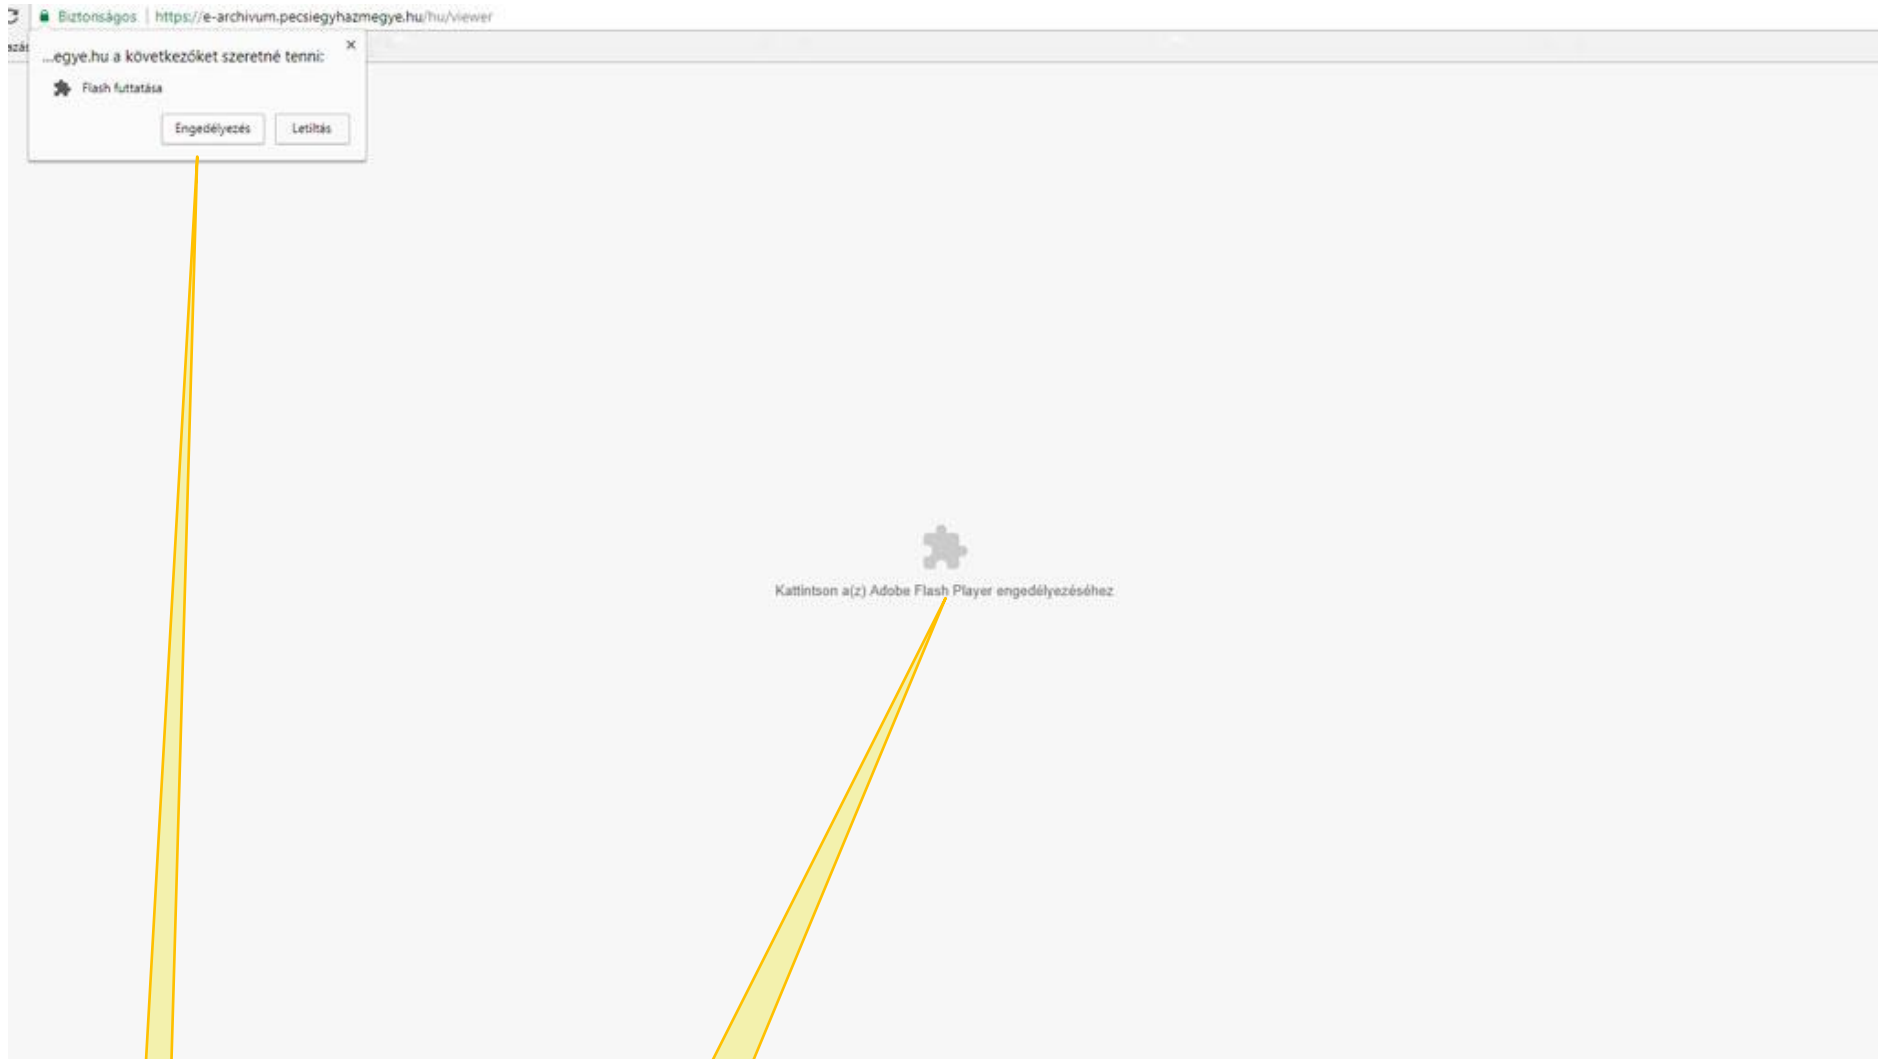 Biztonságos | https://e-archivum.pecsiegyhazmegye.hu/hu/viewer
...egye.hu a következőket szeretné tenni: ×
Flash futtatása
Engedélyezés Letiltás
Kattintson a(z) Adobe Flash Player engedélyezéséhez